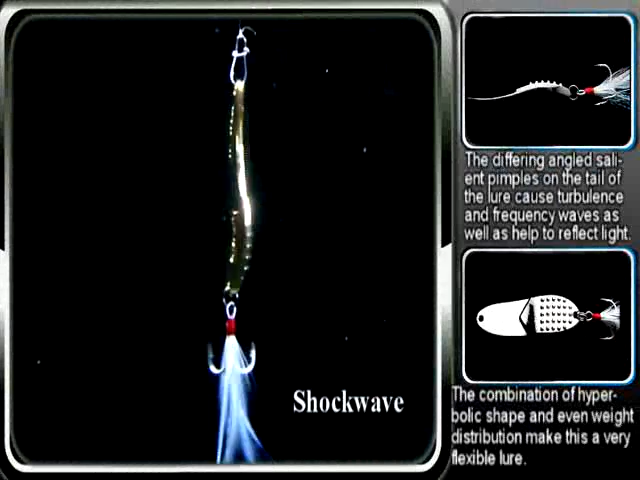 Shockwave
The differing angled sali-
ent pimples on the tail of
the lure cause turbulence
and frequency waves as
well as help to reflect light.
The combination of hyper-
bolic shape and even weight
distribution make this a very
flexible lure.